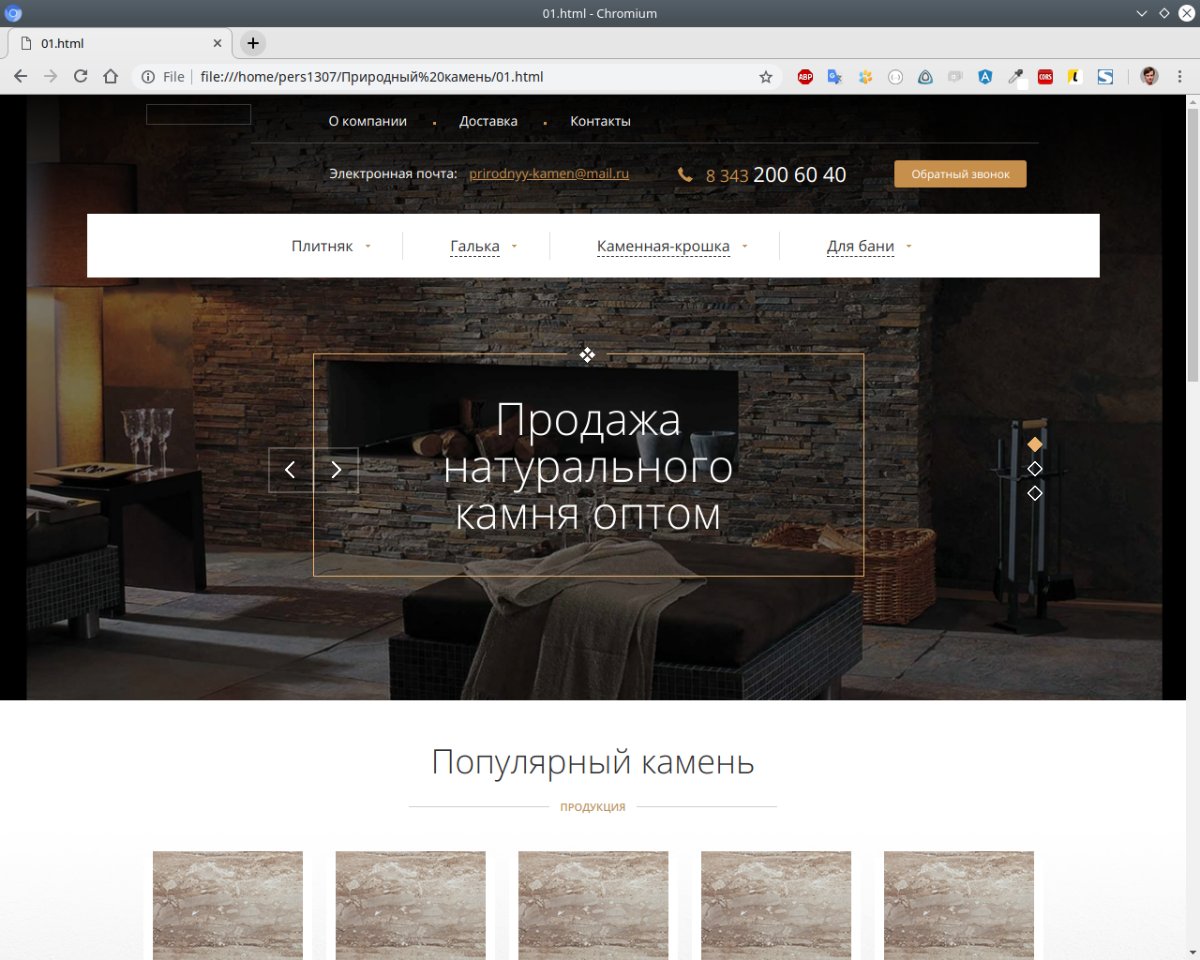 01.html - Chromium
01.html
File
file:///home/pers1307/Природный%20камень/01.html
ABP
CORS
О компании
Доставка
Контакты
Электронная почта: prirodnyy-kamen@mail.ru
8 343 200 60 40
Обратный звонок
Плитняк
Галька
Каменная-крошка
Для бани
Продажа
натурального
камня оптом
Популярный камень
ПРОДУКЦИЯ